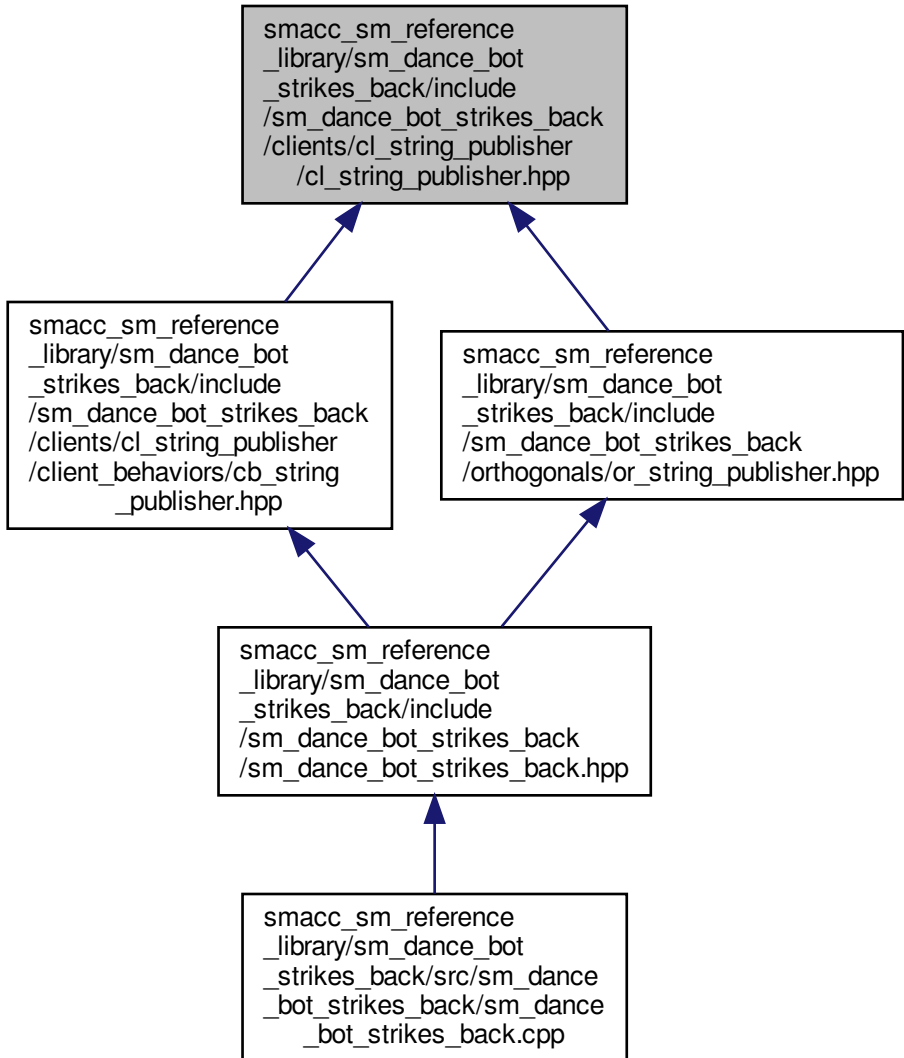 smacc_sm_reference
_library/sm_dance_bot
_strikes_back/include
/sm_dance_bot_strikes_back
/clients/cl_string_publisher
/cl_string_publisher.hpp
smacc_sm_reference
_library/sm_dance_bot
_strikes_back/include
/sm_dance_bot_strikes_back
/clients/cl_string_publisher
/client_behaviors/cb_string
_publisher.hpp
smacc_sm_reference
_library/sm_dance_bot
_strikes_back/include
/sm_dance_bot_strikes_back
/orthogonals/or_string_publisher.hpp
smacc_sm_reference
_library/sm_dance_bot
_strikes_back/include
/sm_dance_bot_strikes_back
/sm_dance_bot_strikes_back.hpp
smacc_sm_reference
_library/sm_dance_bot
_strikes_back/src/sm_dance
_bot_strikes_back/sm_dance
_bot_strikes_back.cpp